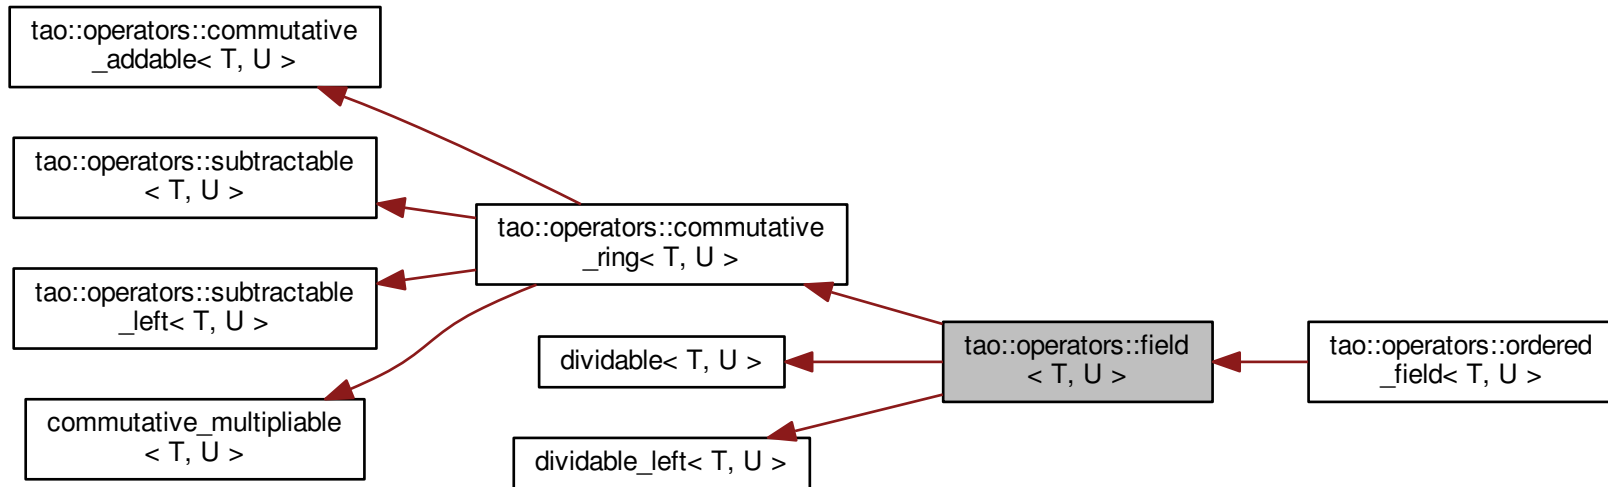 tao::operators::commutative
_addable< T, U >
tao::operators::subtractable
< T, U >
tao::operators::subtractable
_left< T, U >
commutative_multipliable
< T, U >
tao::operators::commutative
_ring< T, U >
dividable< T, U >
dividable_left< T, U >
tao::operators::field
< T, U >
tao::operators::ordered
_field< T, U >